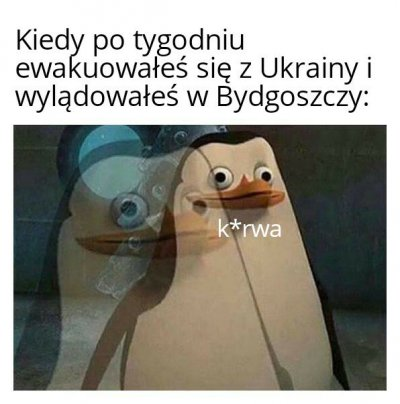 Kiedy po tygodniu
ewakuowałeś się z Ukrainy i
wylądowałeś w Bydgoszczy:
k*rwa